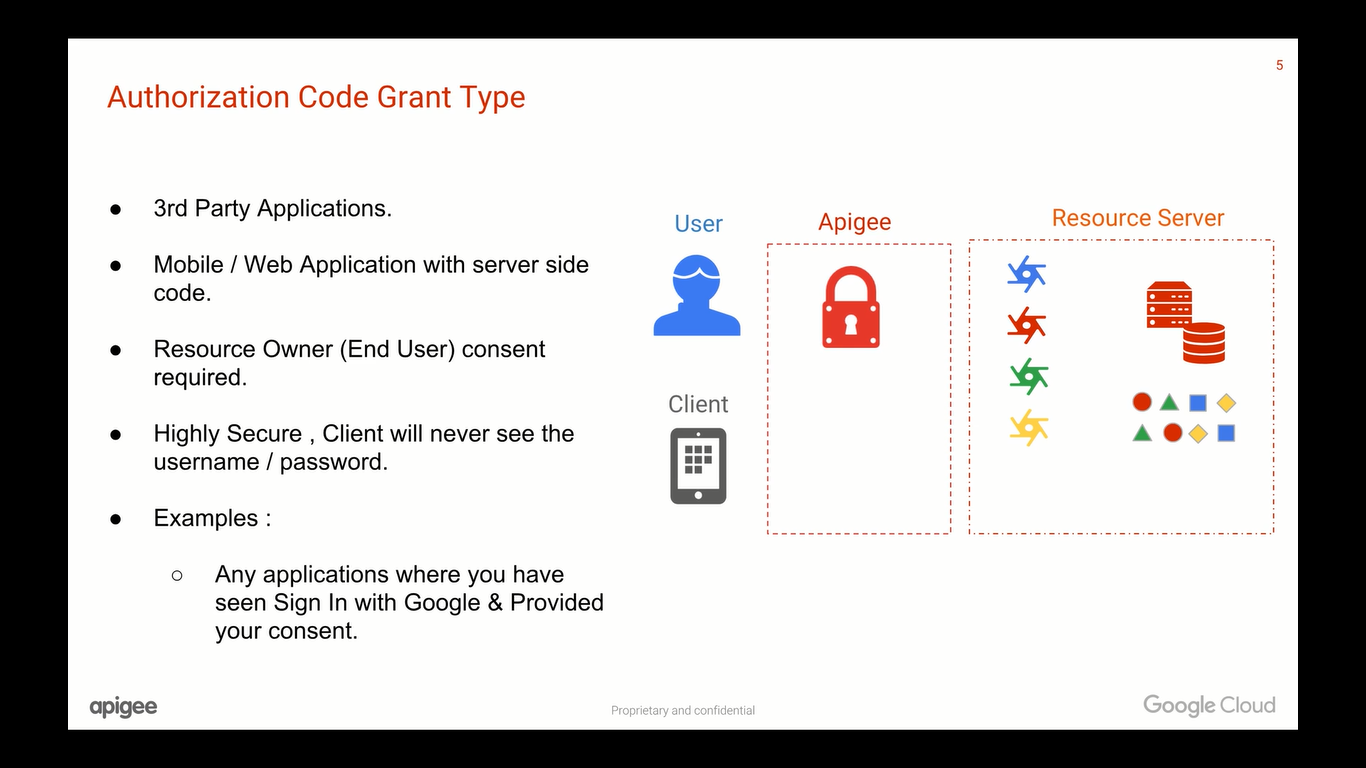 5
Authorization Code Grant Type
● 3rd Party Applications.
● Mobile / Web Application with server side
code.
● Resource Owner (End User) consent
required.
● Highly Secure , Client will never see the
username / password.
● Examples :
○ Any applications where you have
seen Sign In with Google & Provided
your consent.
User
Apigee
Resource Server
Client
apigee
Proprietary and confidential
Google Cloud